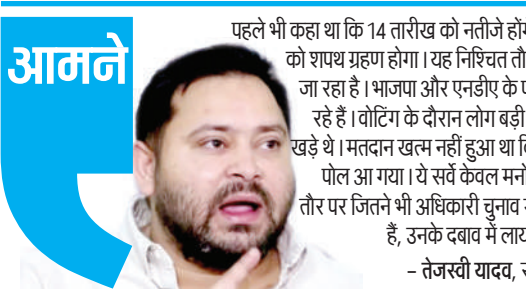 आमने
पहले भी कहा था कि 14 तारीख को नतीजे होंग
को शपथ ग्रहण होगा। यह निश्चित तौ
जा रहा है। भाजपा और एनडीए के प
रहे हैं। वोटिंग के दौरान लोग बड़ी
खड़े थे। मतदान खत्म नहीं हुआ था कि
पोल आ गया। ये सर्वे केवल मनो
तौर पर जितने भी अधिकारी चुनाव
हैं, उनके दबाव में लाय
– तेजस्वी यादव,